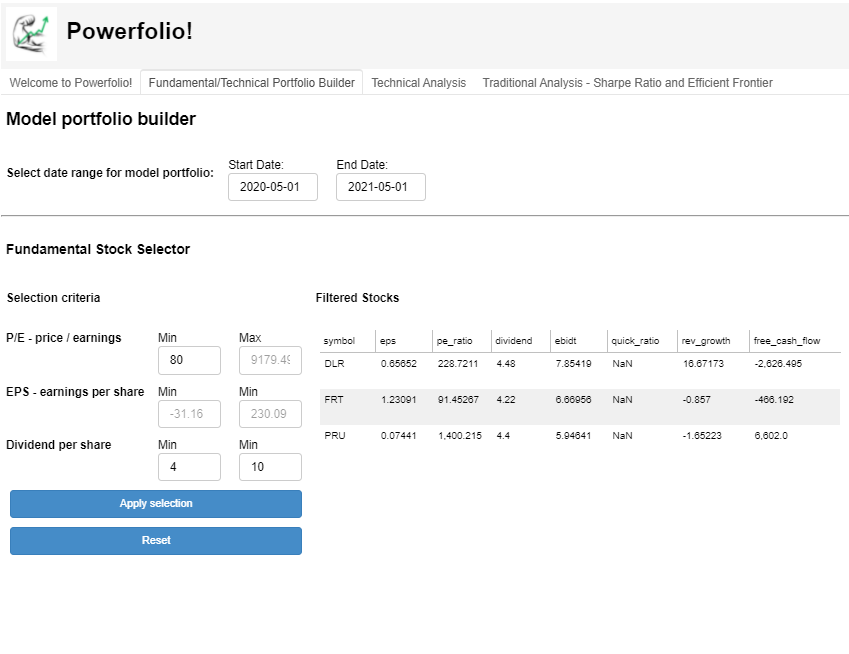 Powerfolio!
Welcome to Powerfolio! Fundamental/Technical Portfolio Builder Technical Analysis Traditional Analysis - Sharpe Ratio and Efficient Frontier
Model portfolio builder
Start Date: End Date:
Select date range for model portfolio: 2020-05-01 2021-05-01
Fundamental Stock Selector
Selection criteria
P/E - price / earnings Min Max
80 9179.49
EPS - earnings per share Min Min
-31.16 230.09
Dividend per share Min Min
4 10
Apply selection
Reset
Filtered Stocks
symbol eps pe_ratio dividend ebidt quick_ratio rev_growth free_cash_flow
DLR 0.65652 228.7211 4.48 7.85419 NaN 16.67173 -2,626.495
FRT 1.23091 91.45267 4.22 6.66956 NaN -0.857 -466.192
PRU 0.07441 1,400.215 4.4 5.94641 NaN -1.65223 6,602.0